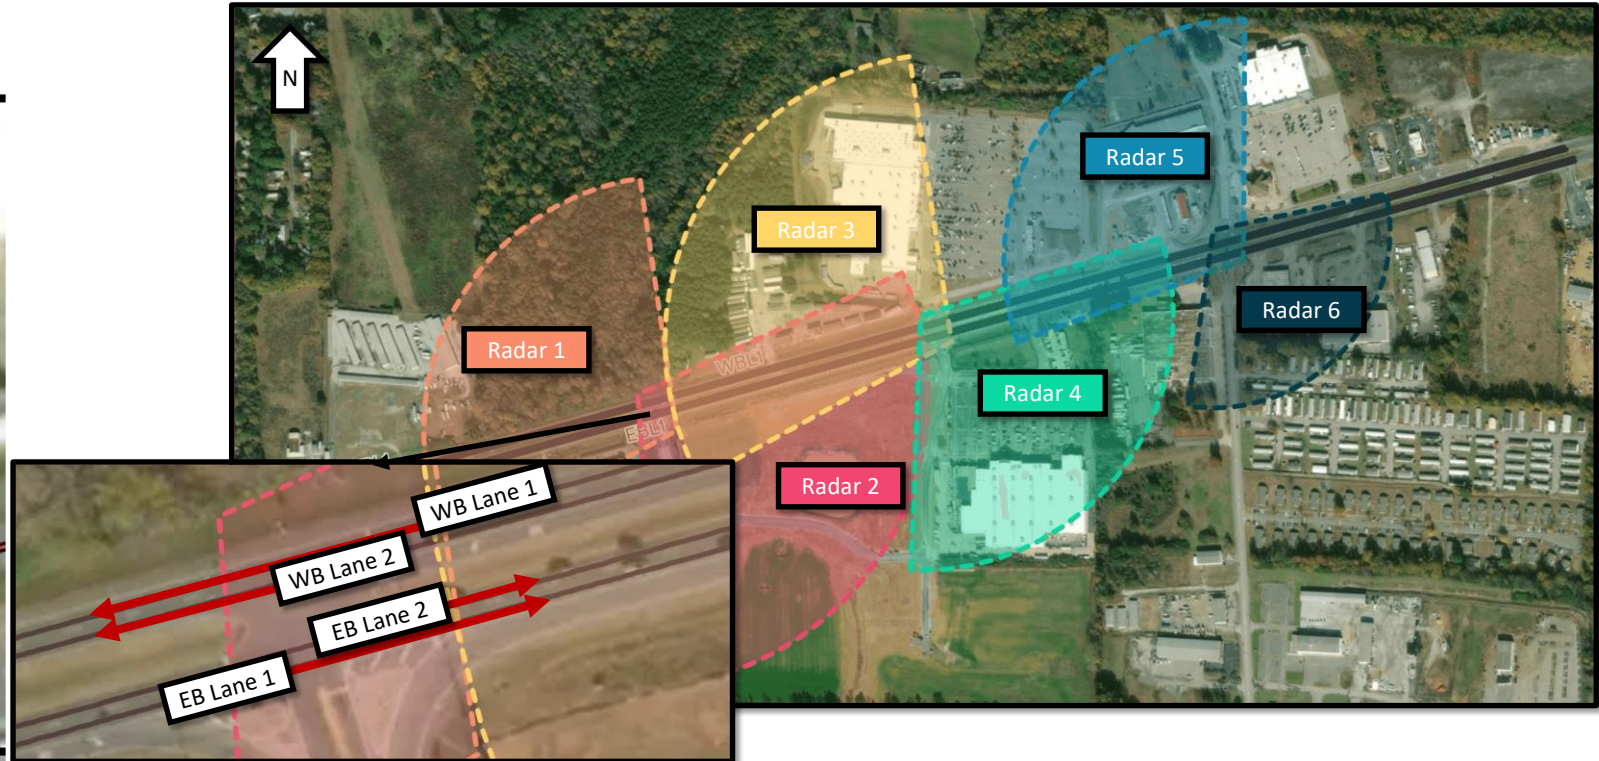 N
Radar 5
Radar 3
Radar 6
Radar 1
WBL1
Radar 4
EBL1
Radar 2
WB Lane 1
WB Lane 2
EB Lane 2
EB Lane 1